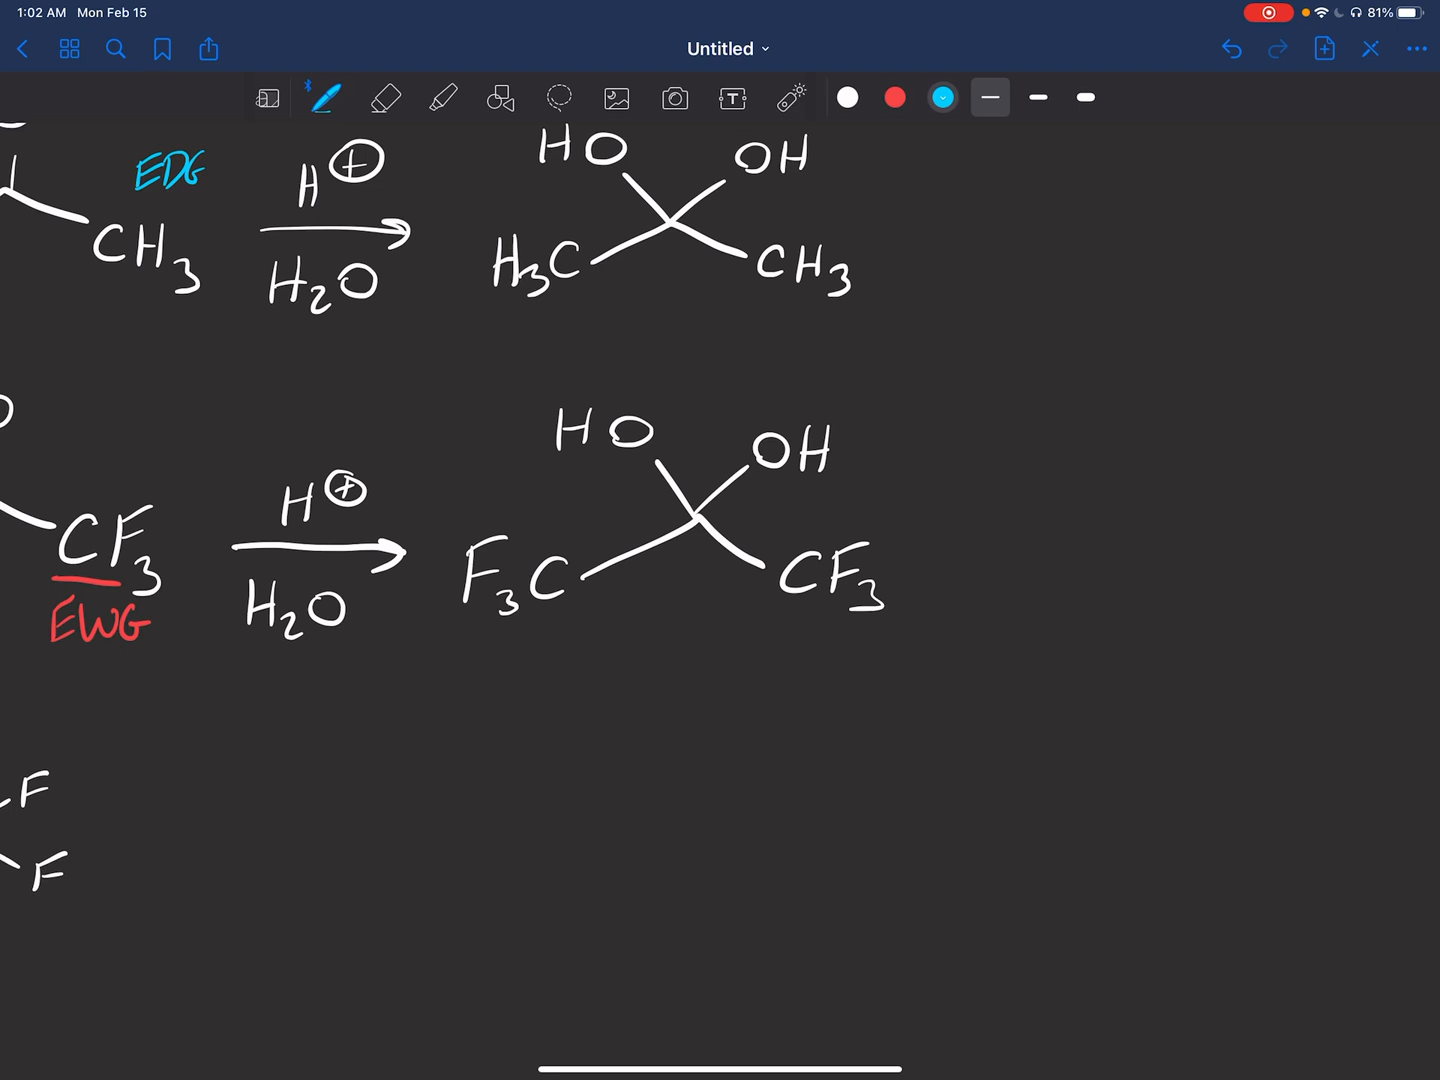 1:02 AM Mon Feb 15
81%
Untitled
T
HO OH
EDG H+
CH3 H2O H3C CH3
HO OH
H+
CF3 H2O F3C CF3
EWG
F
F